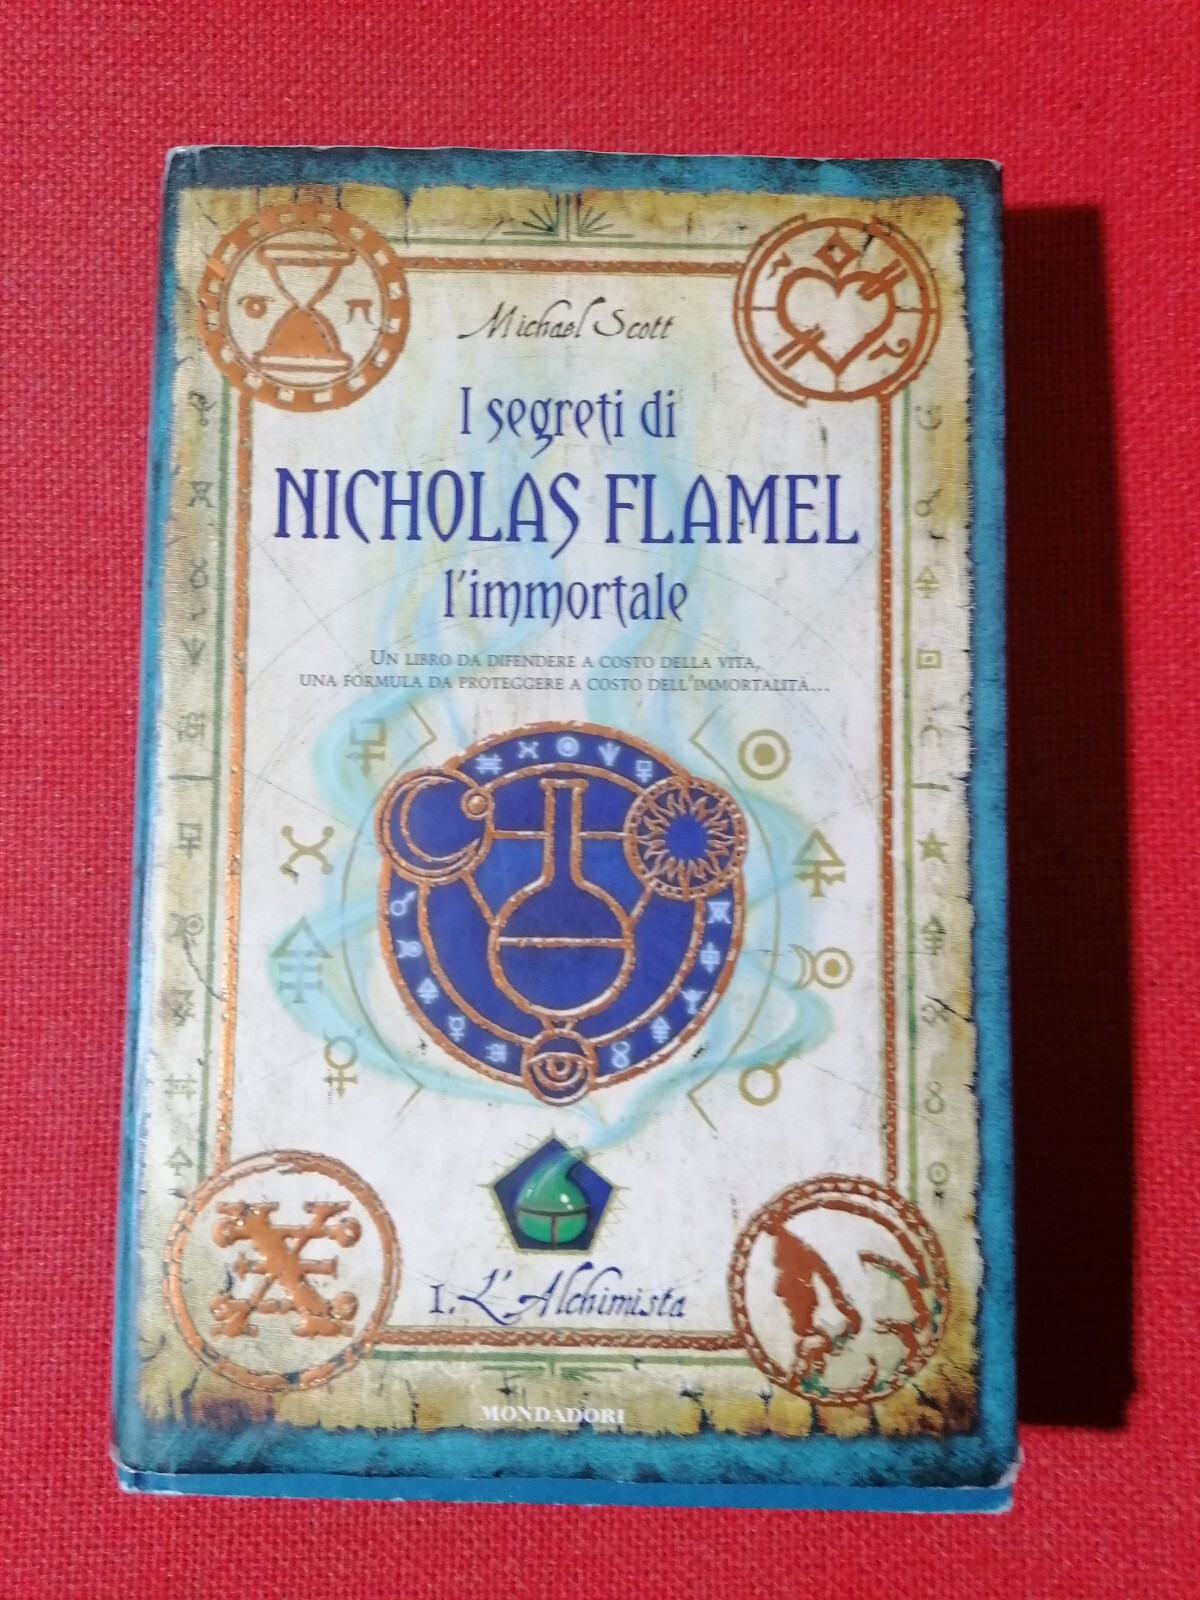 Michael Scott
I segreti di
NICHOLAS FLAMEL
l'immortale
UN LIBRO DA DIFENDERE A COSTO DELLA VITA,
UNA FORMULA DA PROTEGGERE A COSTO DELL'IMMORTALITÀ...
I. L'Alchimista
MONDADORI